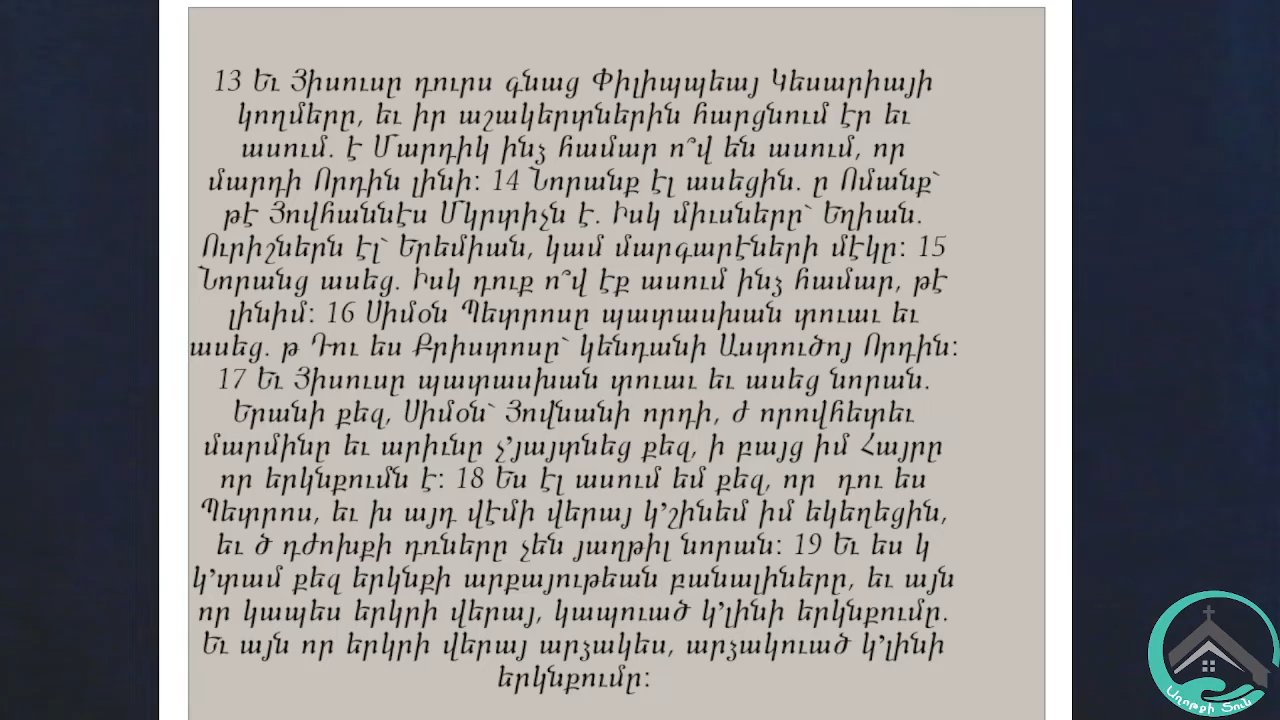 13 Եւ Յիսուսը դուրս գնաց Փիլիպպեայ Կեսարիայի
կողմերը, եւ իր աշակերտներին հարցնում էր եւ
ասում. է Մարդիկ ինչ համար ո՞վ են ասում, որ
մարդի Որդին լինի: 14 Նորանք էլ ասեցին. ը Ոմանք՝
թէ Յովհաննէս Մկրտիչն է. Իսկ միւսները՝ Եղիան.
Ուրիշներն էլ՝ Երեմիան, կամ մարգարէների մէկը: 15
Նորանց ասեց. Իսկ դուք ո՞վ էք ասում ինչ համար, թէ
լինիմ: 16 Սիմօն Պետրոսը պատասխան տուաւ եւ
ասեց. թ Դու ես Քրիստոսը՝ կենդանի Աստուծոյ Որդին:
17 Եւ Յիսուսը պատասխան տուաւ եւ ասեց նորան.
Երանի քեզ, Սիմօն՝ Յովնանի որդի, ժ որովհետեւ
մարմինը եւ արիւնը չ’յայտնեց քեզ, ի բայց իմ Հայրը
որ երկնքումն է: 18 Ես էլ ասում եմ քեզ, որ դու ես
Պետրոս, եւ խ այդ վէմի վերայ կ’շինեմ իմ եկեղեցին,
եւ ծ դժոխքի դռները չեն յաղթիլ նորան: 19 Եւ ես կ
կ’տամ քեզ երկնքի արքայութեան բանալիները, եւ այն
որ կապես երկրի վերայ, կապուած կ’լինի երկնքումը.
Եւ այն որ երկրի վերայ արձակես, արձակուած կ’լինի
երկնքումը:
Աղօթքի Տուն